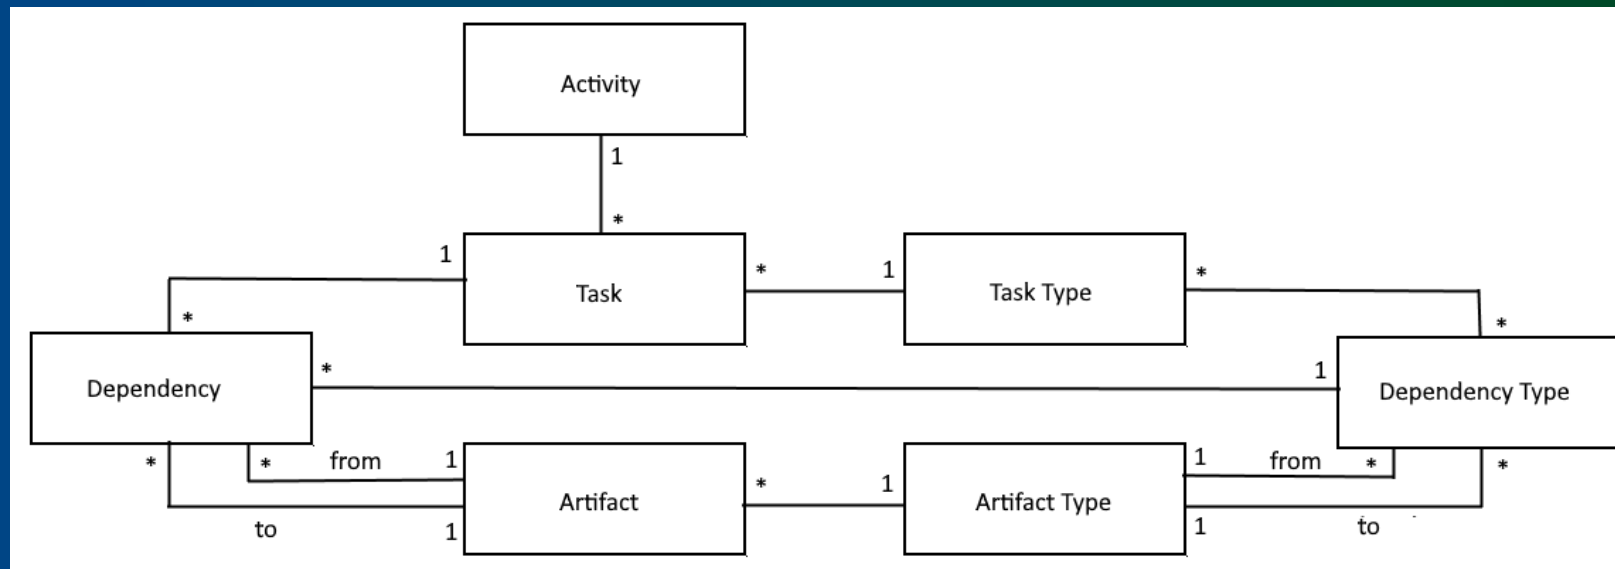 Activity
1
*
1
Task
*
1
Task Type
*
*
*
Dependency
*
1
Dependency Type
*
*
from
1
Artifact
*
1
Artifact Type
1
from
*
*
to
1
1
to